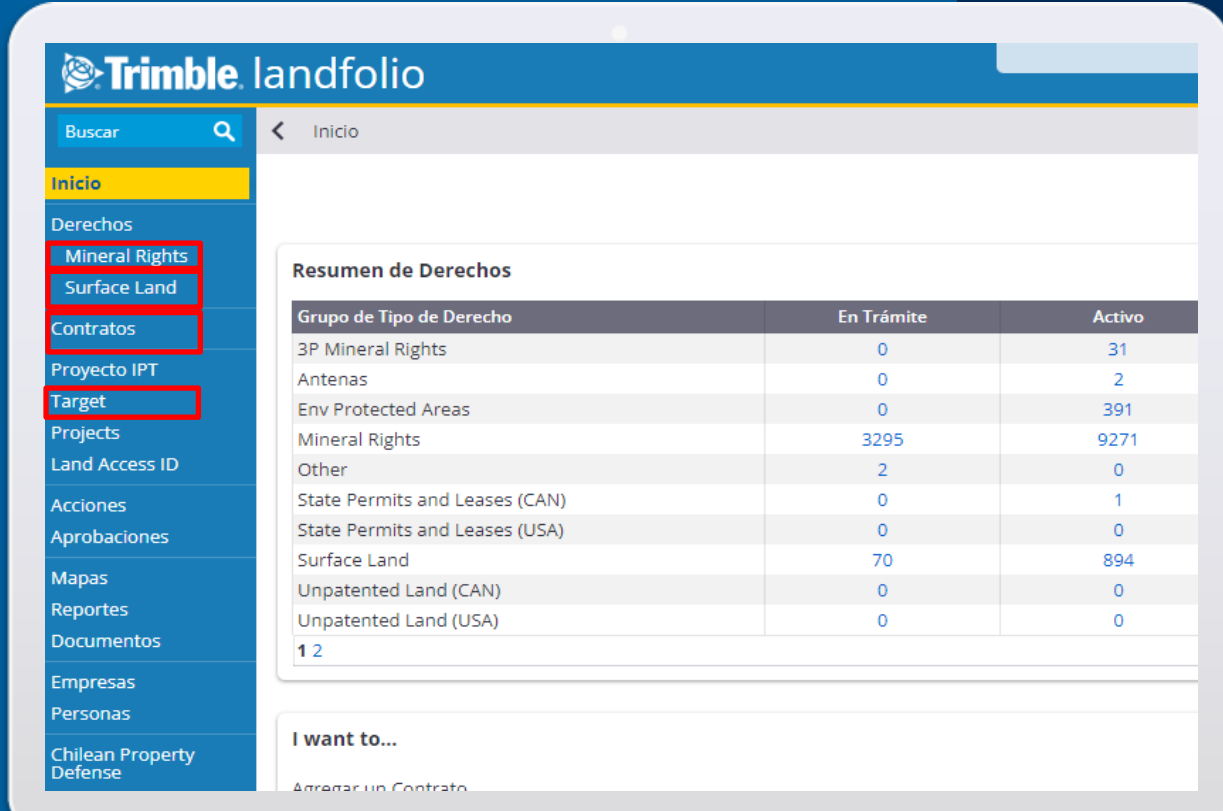 Trimble. landfolio
Buscar
Inicio
Inicio
Derechos
Mineral Rights
Surface Land
Contratos
Proyecto IPT
Target
Projects
Land Access ID
Acciones
Aprobaciones
Mapas
Reportes
Documentos
Empresas
Personas
Chilean Property
Defense
Resumen de Derechos
Grupo de Tipo de Derecho En Trámite Activo
3P Mineral Rights 0 31
Antenas 0 2
Env Protected Areas 0 391
Mineral Rights 3295 9271
Other 2 0
State Permits and Leases (CAN) 0 1
State Permits and Leases (USA) 0 0
Surface Land 70 894
Unpatented Land (CAN) 0 0
Unpatented Land (USA) 0 0
1 2
I want to...
Agregar un Contrato